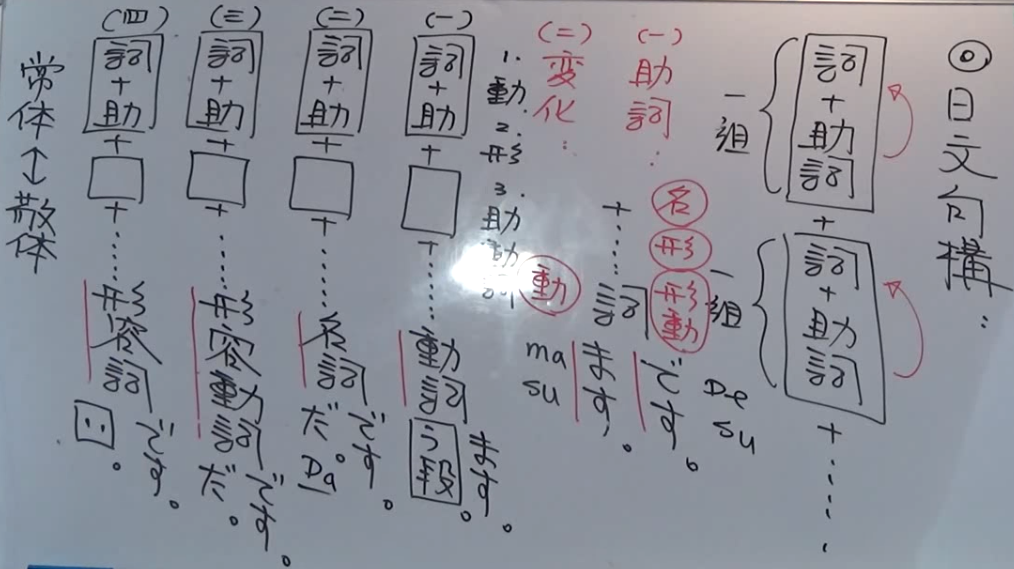 ◎日文句構：
詞+助詞
+
詞+助詞
+……
一組
一組
De su
(一)助詞：
名
形
形動
です。
+……詞ます。
(二)変化：
動
ma su
1.動 2.形 3.助動詞
(一)
詞+助
+
+……動詞ます。
う段。
(二)
詞+助
+
+……名詞です。
だ。
Da
(三)
詞+助
+
+……形容動詞です。
だ。
(四)
詞+助
+
+……形容詞です。
い。
常体↔散体